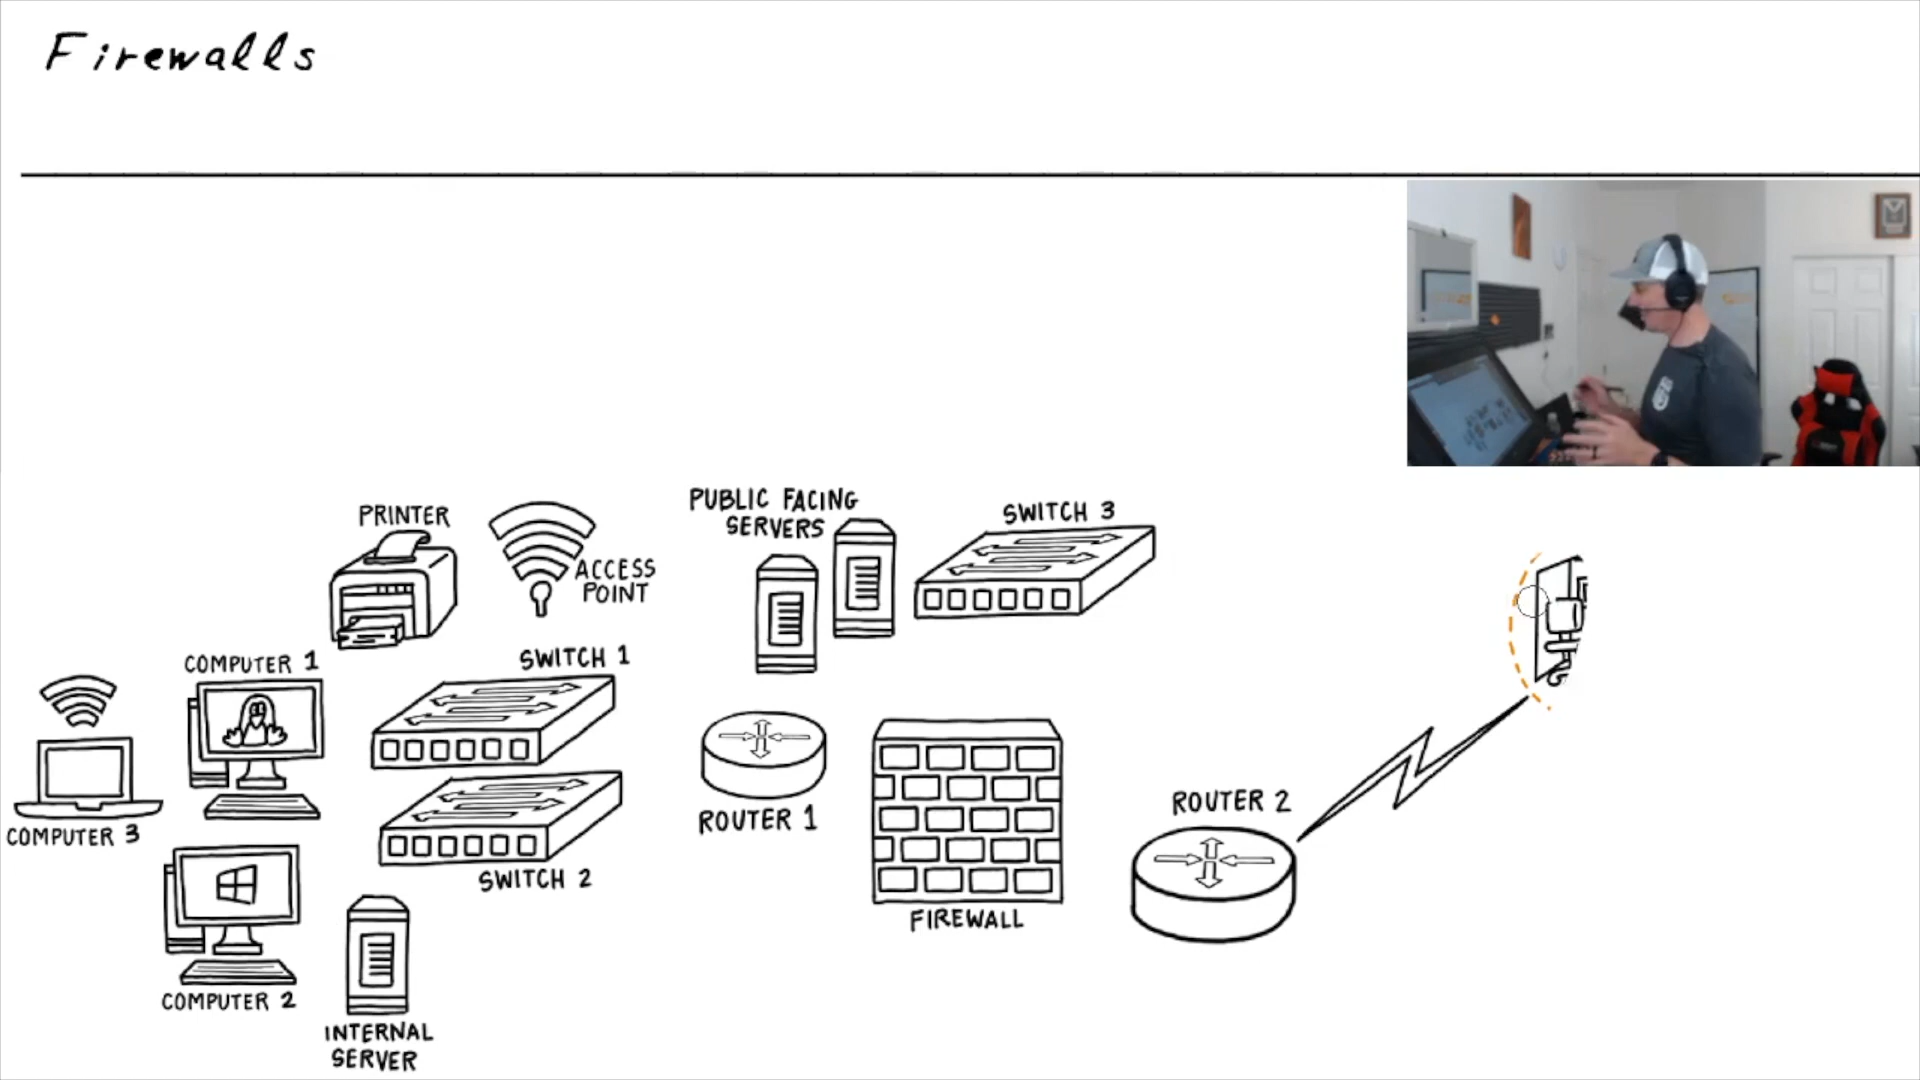 Firewalls
PUBLIC FACING
SERVERS
SWITCH 3
PRINTER
ACCESS
POINT
SWITCH 1
COMPUTER 1
ROUTER 2
ROUTER 1
COMPUTER 3
SWITCH 2
FIREWALL
COMPUTER 2
INTERNAL
SERVER